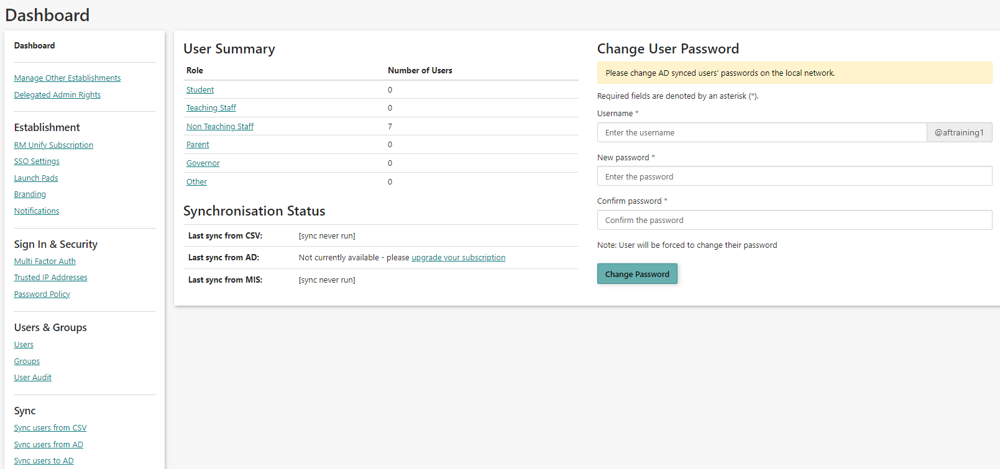 Dashboard
Dashboard
Manage Other Establishments
Delegated Admin Rights
Establishment
RM Unify Subscription
SSO Settings
Launch Pads
Branding
Notifications
Sign In & Security
Multi Factor Auth
Trusted IP Addresses
Password Policy
Users & Groups
Users
Groups
User Audit
Sync
Sync users from CSV
Sync users from AD
Sync users to AD
User Summary
Role Number of Users
Student 0
Teaching Staff 0
Non Teaching Staff 7
Parent 0
Governor 0
Other 0
Synchronisation Status
Last sync from CSV: [sync never run]
Last sync from AD: Not currently available - please upgrade your subscription
Last sync from MIS: [sync never run]
Change User Password
Please change AD synced users' passwords on the local network.
Required fields are denoted by an asterisk (*).
Username *
Enter the username @aftraining1
New password *
Enter the password
Confirm password *
Confirm the password
Note: User will be forced to change their password
Change Password